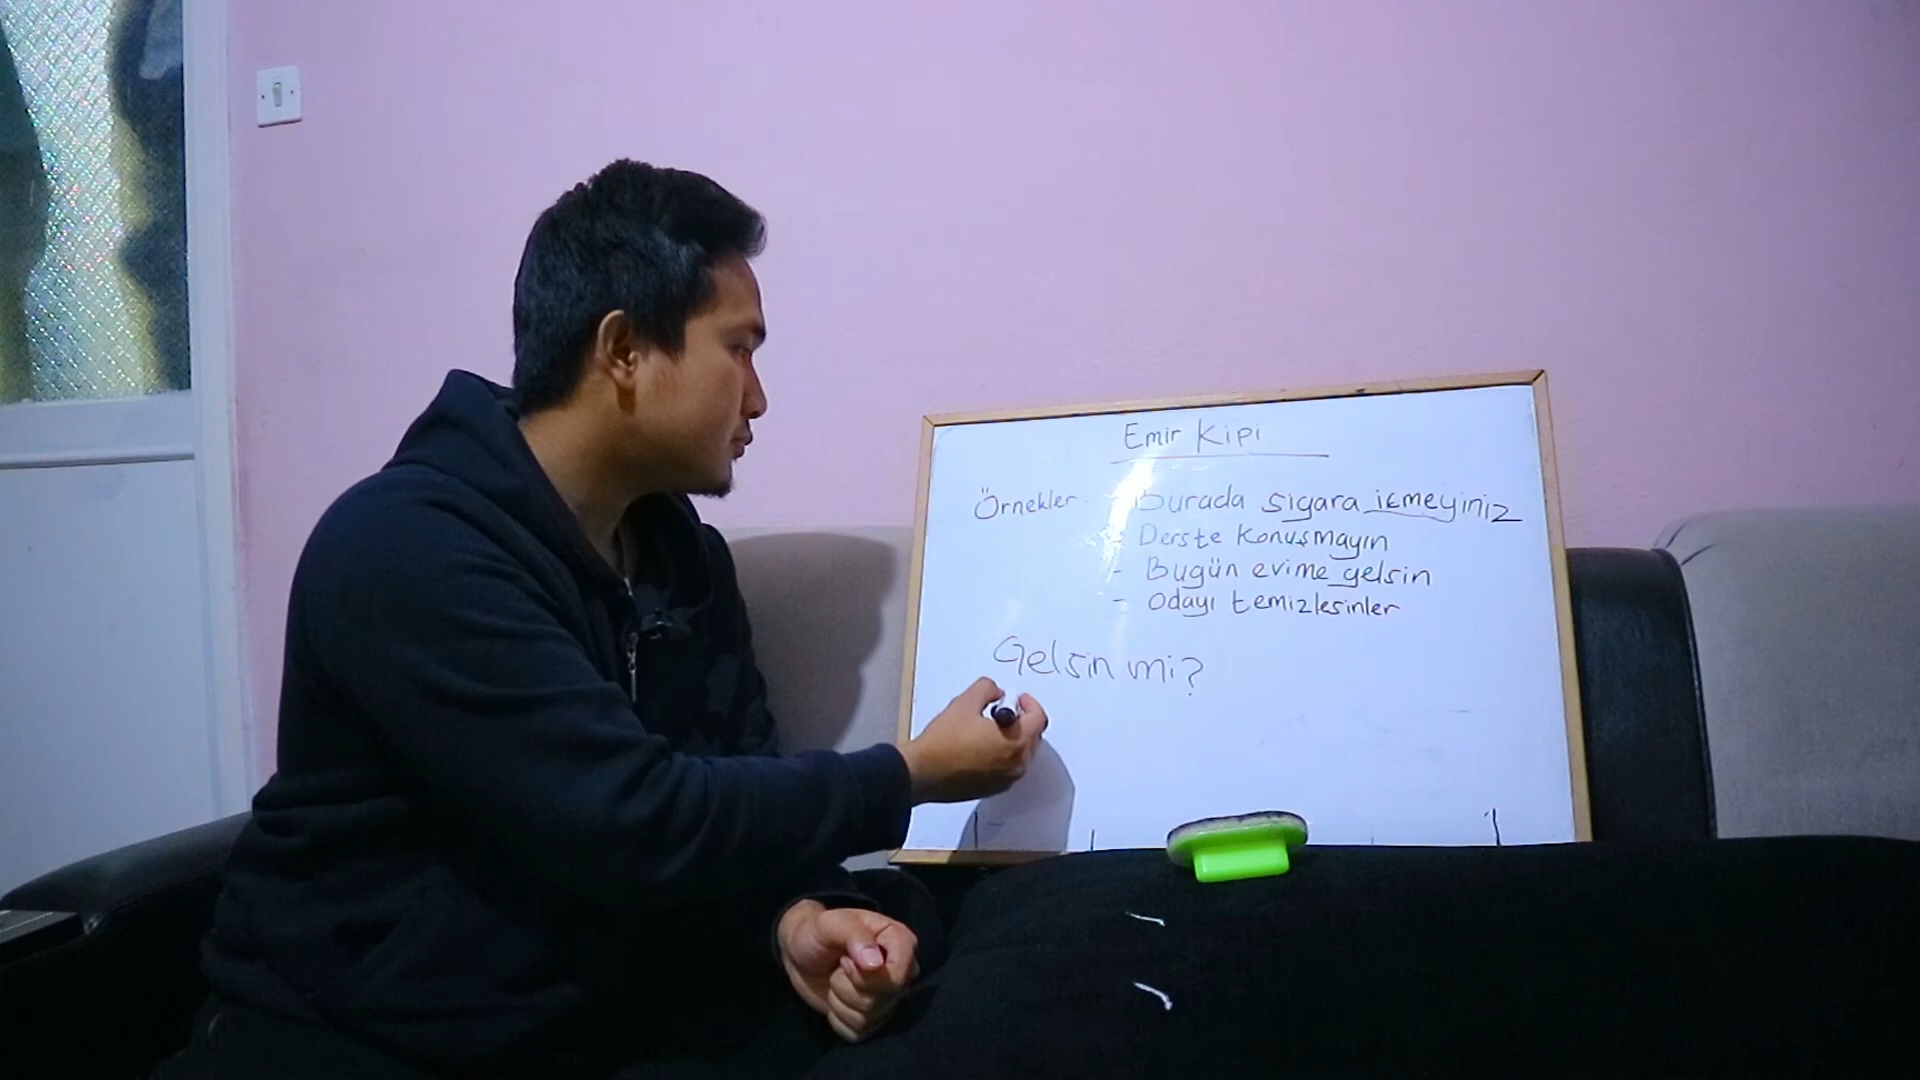 Emir Kipi
Örnekler - Burada sigara içmeyiniz
- Derste Konuşmayın
- Bugün evime gelsin
- Odayı temizlesinler
Gelsin mi?